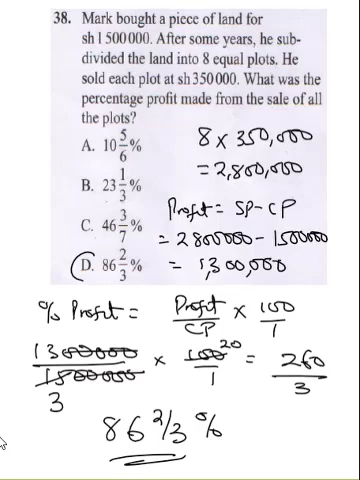 38. Mark bought a piece of land for
sh1 500 000. After some years, he sub-
divided the land into 8 equal plots. He
sold each plot at sh350 000. What was the
percentage profit made from the sale of all
the plots?
A. 10 5/6 %
B. 23 1/3 %
C. 46 3/7 %
D. 86 2/3 %
8 × 350,000
= 2,800,000
Profit = SP-CP
= 2800000 - 1500000
= 1,300,000
% Profit = Profit/CP × 100/1
1300000/1500000 × 100/1 = 260/3
20
3
86 2/3 %